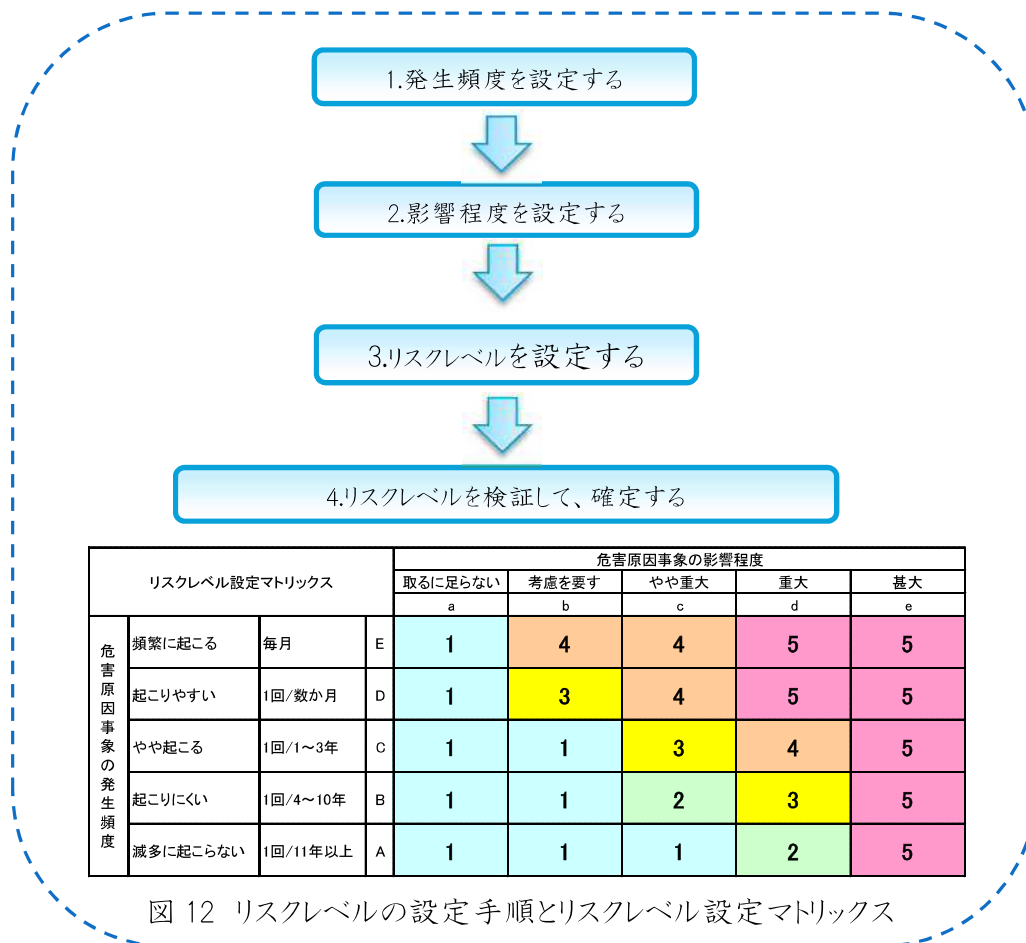 1.発生頻度を設定する
2.影響程度を設定する
3.リスクレベルを設定する
4.リスクレベルを検証して、確定する
リスクレベル設定マトリックス
危害原因事象の影響程度
取るに足らない 考慮を要す やや重大 重大 甚大
a b c d e
危害原因事象の発生頻度
頻繁に起こる 毎月 E 1 4 4 5 5
起こりやすい 1回/数か月 D 1 3 4 5 5
やや起こる 1回/1～3年 C 1 1 3 4 5
起こりにくい 1回/4～10年 B 1 1 2 3 5
滅多に起こらない 1回/11年以上 A 1 1 1 2 5
図 12 リスクレベルの設定手順とリスクレベル設定マトリックス